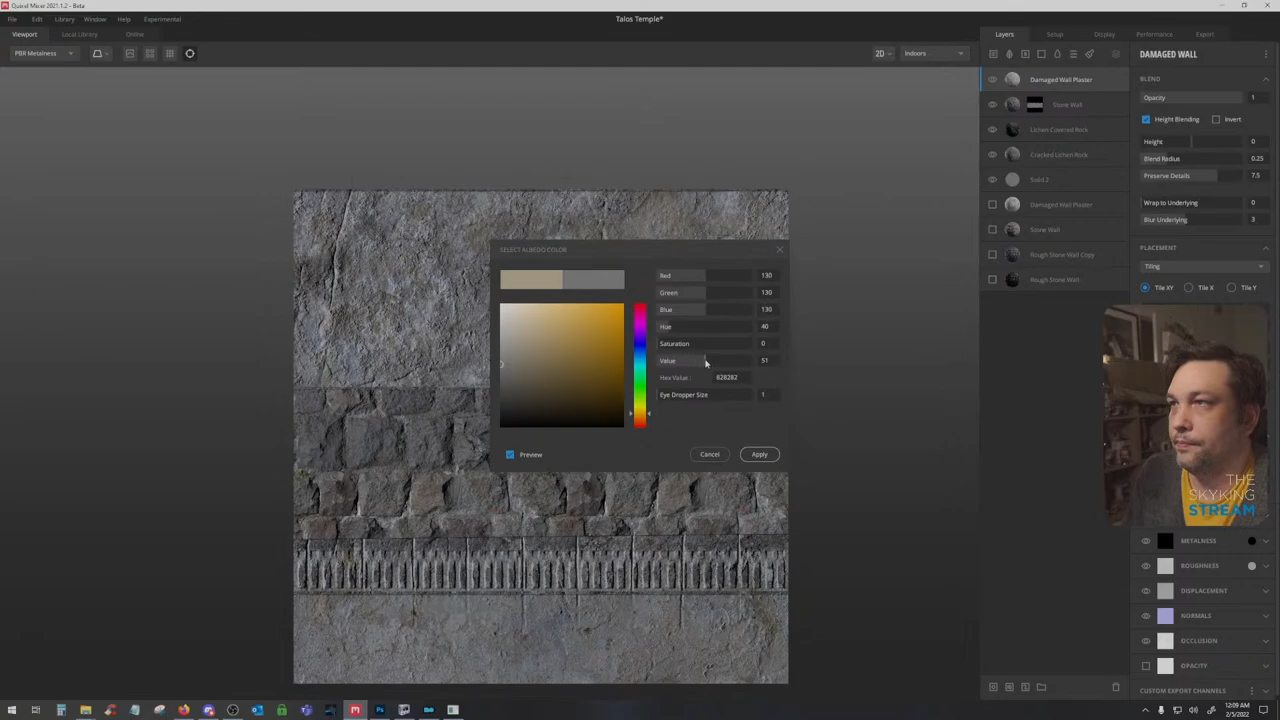 Quixel Mixer 2021.1.2 - Beta
File Edit Library Window Help Experimental
Talos Temple*
Viewport Local Library Online
Layers Setup Display Performance Export
PBR Metalness
2D
Indoors
DAMAGED WALL
Damaged Wall Plaster
Stone Wall
Lichen Covered Rock
Cracked Lichen Rock
Solid 2
Damaged Wall Plaster
Stone Wall
Rough Stone Wall Copy
Rough Stone Wall
BLEND
Opacity 1
Height Blending Invert
Height 0
Blend Radius 0.25
Preserve Details 7.5
Wrap to Underlying 0
Blur Underlying 3
PLACEMENT
Tiling
Tile XY Tile X Tile Y
SELECT ALBEDO COLOR
Red 130
Green 130
Blue 130
Hue 40
Saturation 0
Value 51
Hex Value : 828282
Eye Dropper Size 1
Preview
Cancel Apply
THE
SKYKING
STREAM
METALNESS
ROUGHNESS
DISPLACEMENT
NORMALS
OCCLUSION
OPACITY
CUSTOM EXPORT CHANNELS
12:09 AM
2/5/2022